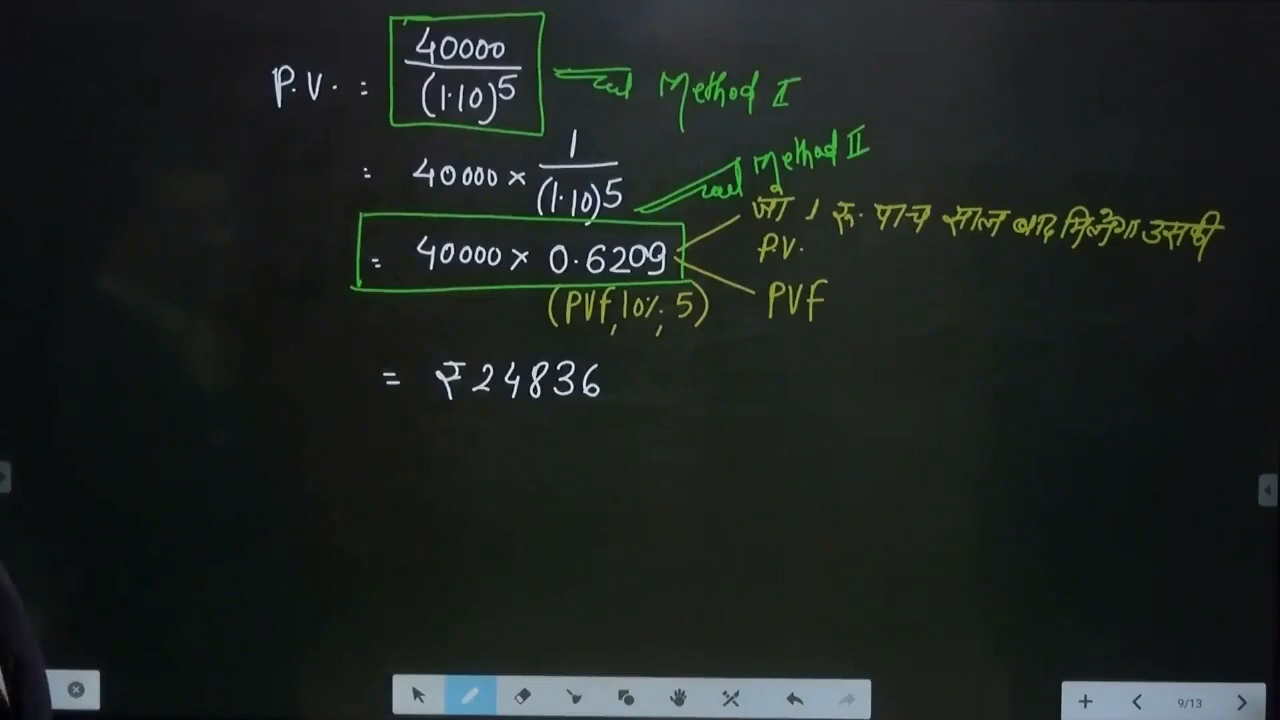 P.V. = 40000 / (1.10)^5 Method I
= 40000 × 1 / (1.10)^5 Method II
= 40000 × 0.6209 जो 1 रू. पाच साल बाद मिलेगा उसकी
P.V.
(PVf, 10%, 5) PVf
= ₹24836
9/13